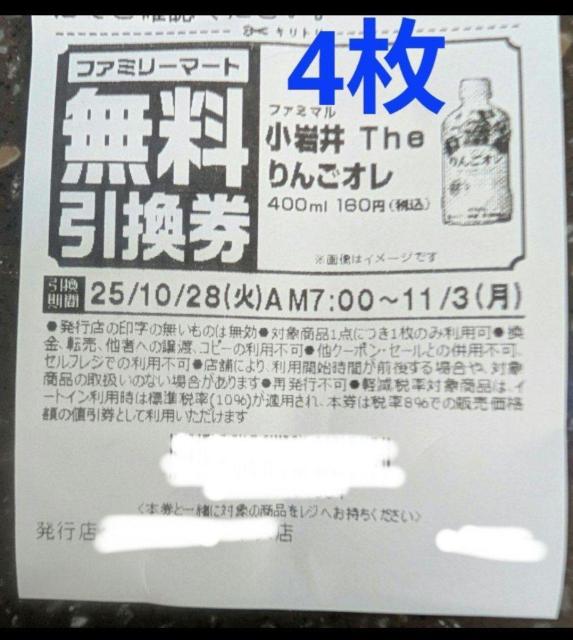 キリトリ
4枚
ファミリーマート
無料
引換券
ファミマル
小岩井 The
りんごオレ
400ml 160円(税込)
りんごオレ
※画像はイメージです
引換期間 25/10/28(火)AM7:00～11/3(月)
●発行店の印字の無いものは無効●対象商品1点につき1枚のみ利用可●換
金、転売、他者への譲渡、コピーの利用不可●他クーポン・セールとの併用不可、
セルフレジでの利用不可●店舗により、利用開始時間が前後する場合や、対象
商品の取扱いのない場合があります●再発行不可●軽減税率対象商品は、イ
ートイン利用時は標準税率(10%)が適用され、本券は税率8%での販売価格
額の値引券として利用いただけます
〈本券と一緒に対象の商品をレジへお持ちください〉
発行店 店